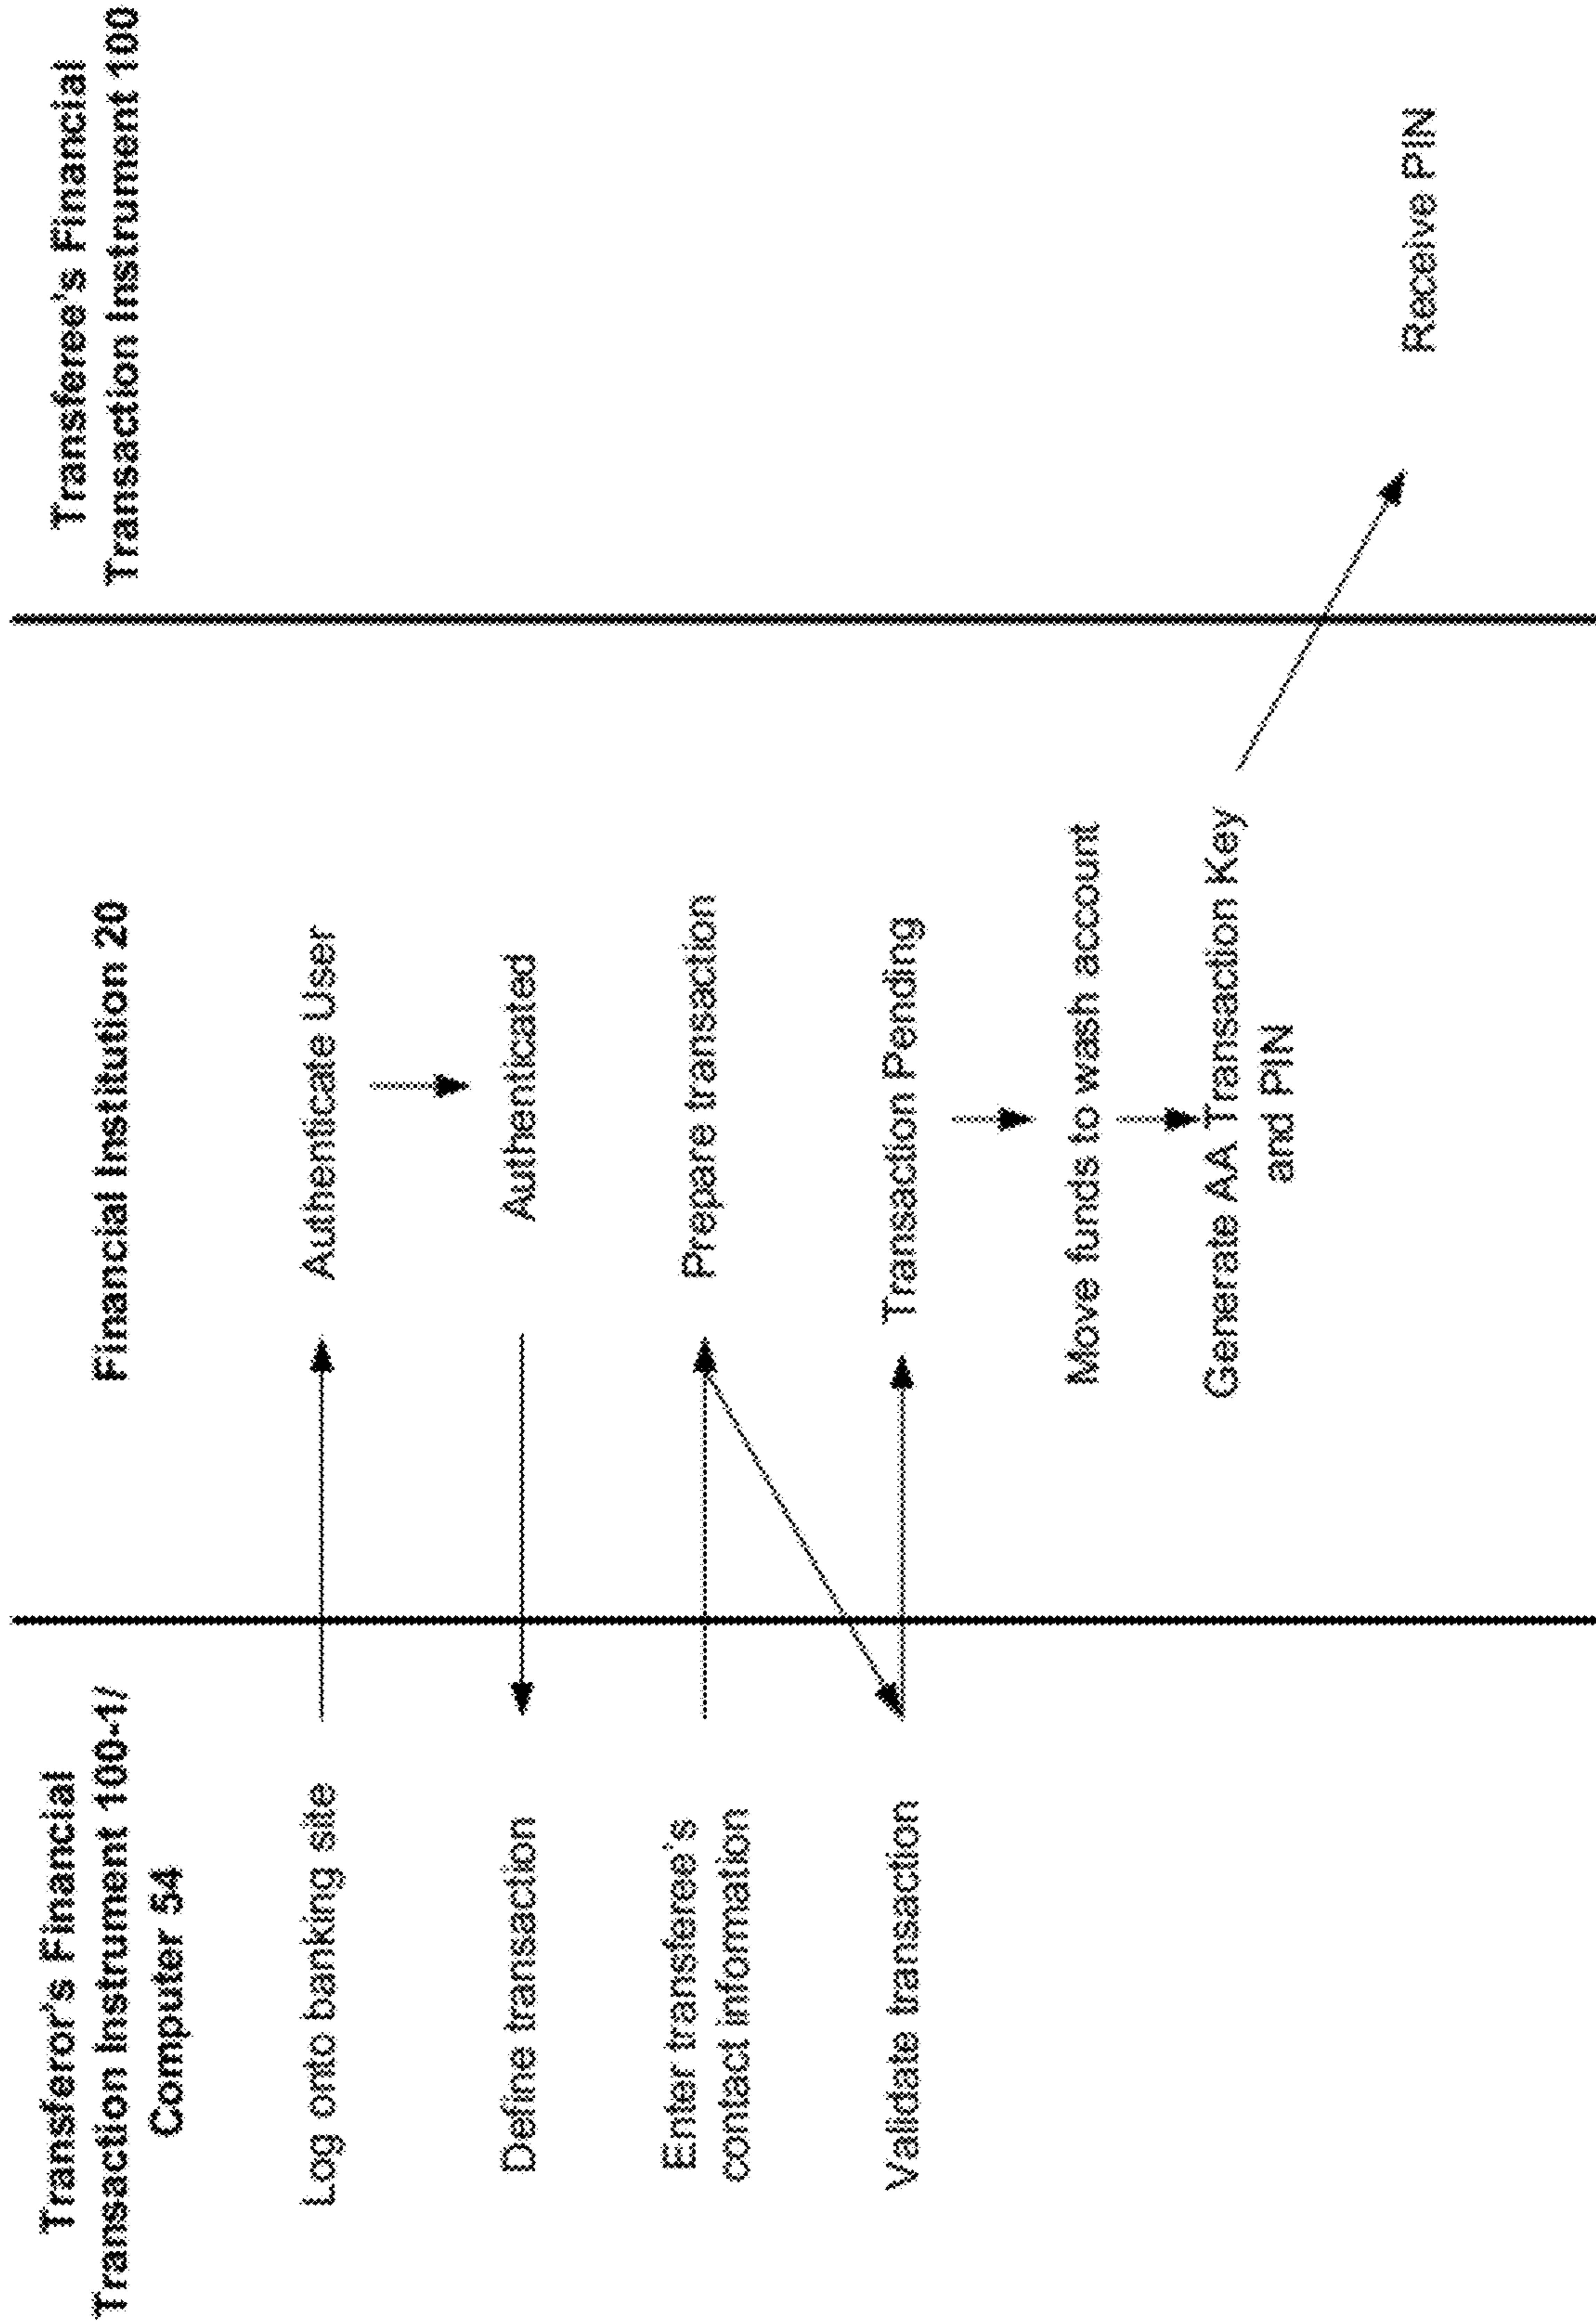 Transferor's Financial
Transaction Instrument 100-1/
Computer 54
Financial Institution 20
Transferee's Financial
Transaction Instrument 100
Log onto banking site
Authenticate User
Define transaction
Authenticated
Enter transferee's
contact information
Prepare transaction
Validate transaction
Transaction Pending
Move funds to wash account
Generate AA Transaction Key
and PIN
Receive PIN